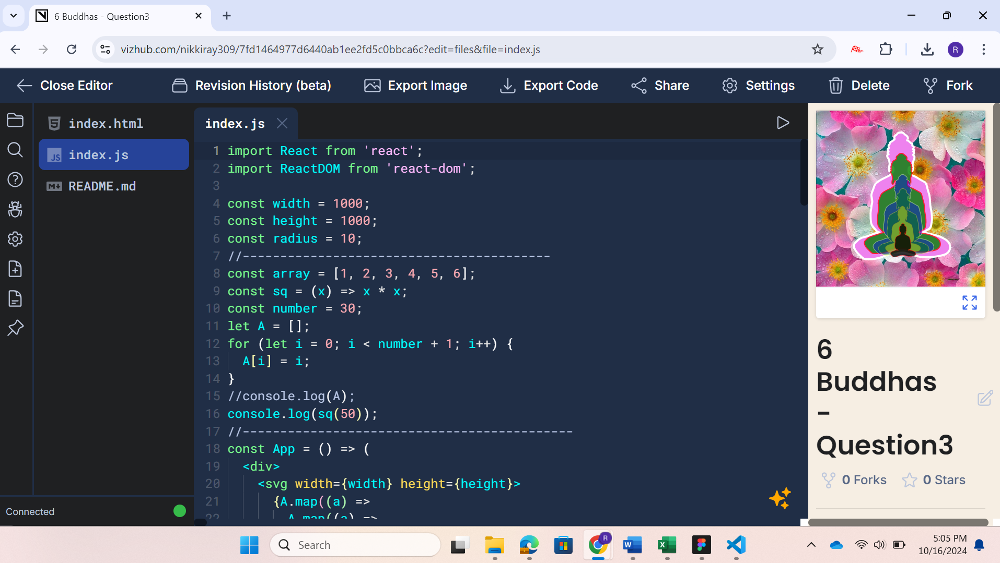 6 Buddhas - Question3
vizhub.com/nikkiray309/7fd1464977d6440ab1ee2fd5c0bbca6c?edit=files&file=index.js
R
Close Editor
Revision History (beta)
Export Image
Export Code
Share
Settings
Delete
Fork
index.html
JS index.js
M README.md
index.js
1 import React from 'react';
2 import ReactDOM from 'react-dom';
3
4 const width = 1000;
5 const height = 1000;
6 const radius = 10;
7 //-----------------------------------------
8 const array = [1, 2, 3, 4, 5, 6];
9 const sq = (x) => x * x;
10 const number = 30;
11 let A = [];
12 for (let i = 0; i < number + 1; i++) {
13 A[i] = i;
14 }
15 //console.log(A);
16 console.log(sq(50));
17 //--------------------------------------------
18 const App = () => (
19 <div>
20 <svg width={width} height={height}>
21 {A.map((a) =>
22 A.map((a) =>
6
Buddhas
-
Question3
0 Forks
0 Stars
Connected
Search
R
W
X
5:05 PM
10/16/2024